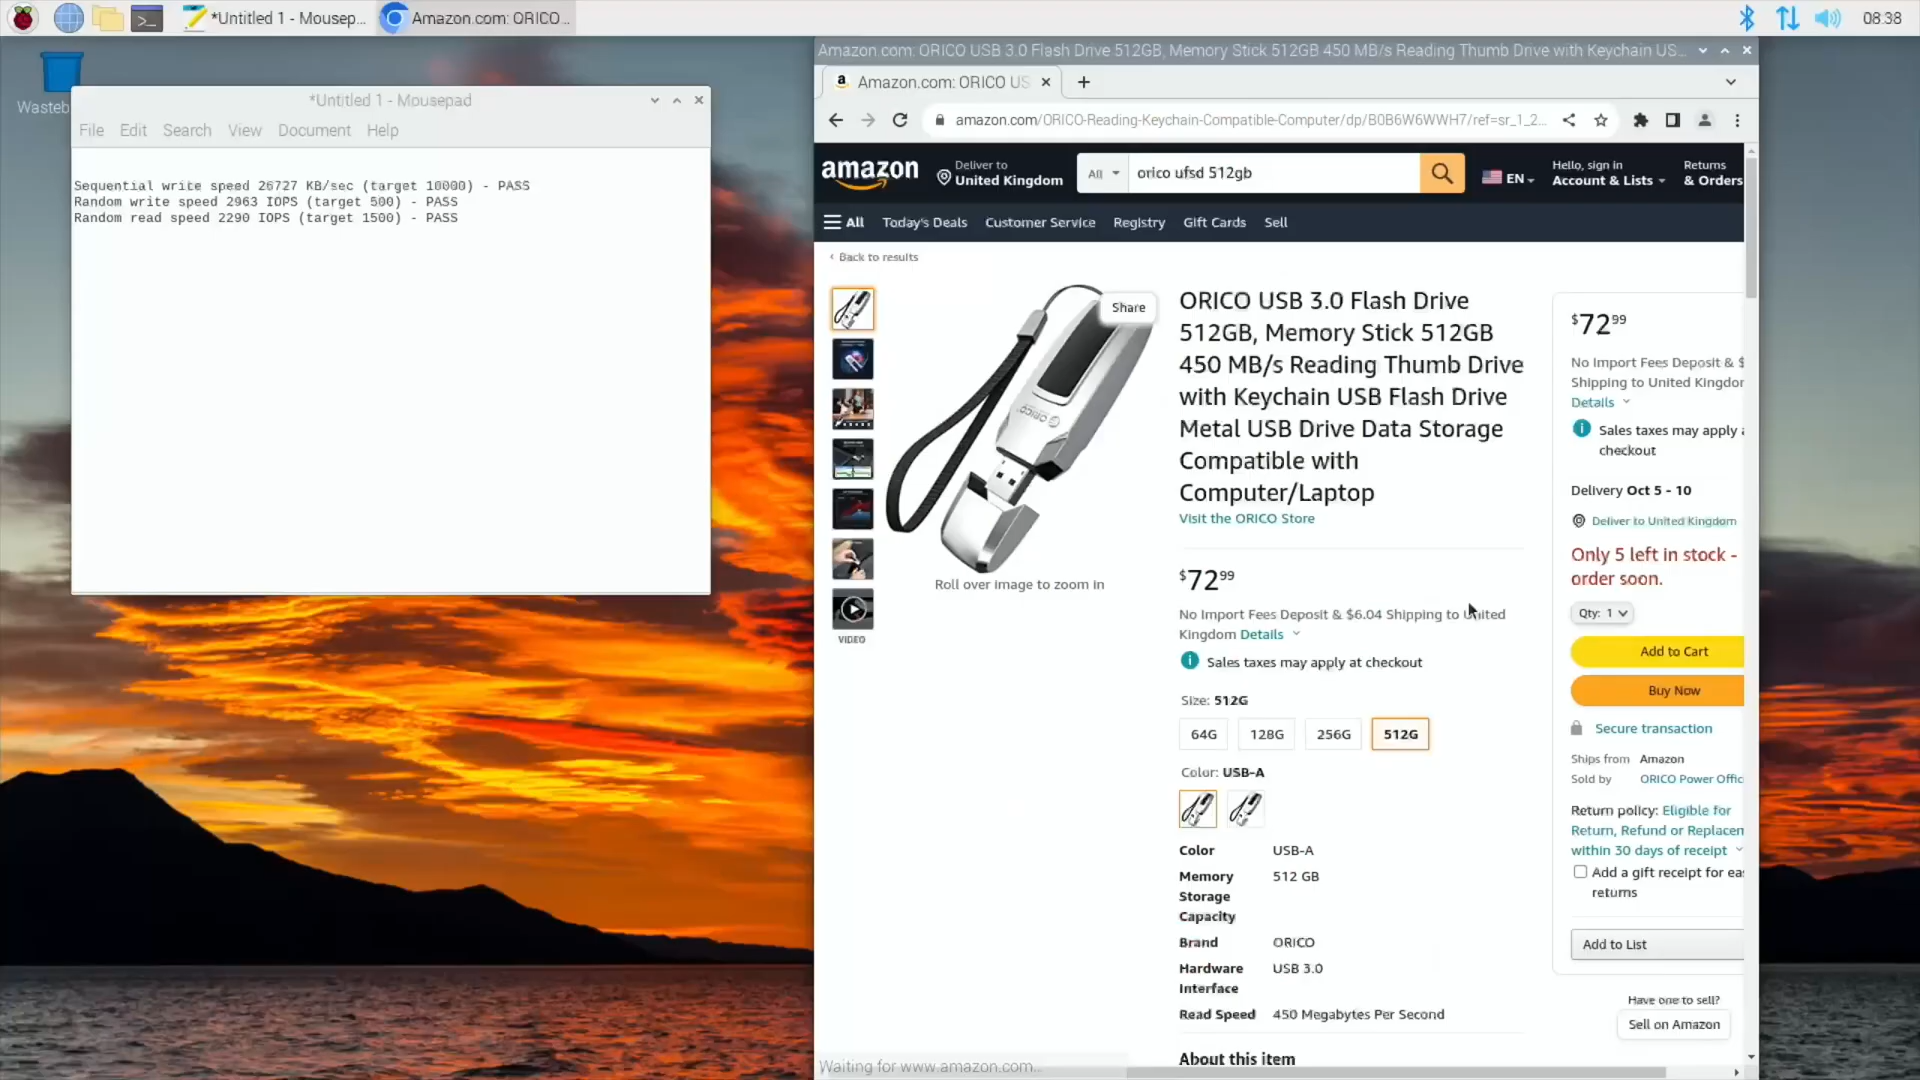 *Untitled 1 - Mousep...
Amazon.com: ORICO...
08:38
Wasteb
*Untitled 1 - Mousepad
File Edit Search View Document Help
Sequential write speed 26727 KB/sec (target 10000) - PASS
Random write speed 2963 IOPS (target 500) - PASS
Random read speed 2290 IOPS (target 1500) - PASS
Amazon.com: ORICO USB 3.0 Flash Drive 512GB, Memory Stick 512GB 450 MB/s Reading Thumb Drive with Keychain US...
Amazon.com: ORICO US
amazon.com/ORICO-Reading-Keychain-Compatible-Computer/dp/B0B6W6WWH7/ref=sr_1_2...
amazon
Deliver to
United Kingdom
All
orico ufsd 512gb
EN
Hello, sign in
Account & Lists
Returns
& Orders
All Today's Deals Customer Service Registry Gift Cards Sell
‹ Back to results
Share
ORICO
Roll over image to zoom in
VIDEO
ORICO USB 3.0 Flash Drive
512GB, Memory Stick 512GB
450 MB/s Reading Thumb Drive
with Keychain USB Flash Drive
Metal USB Drive Data Storage
Compatible with
Computer/Laptop
Visit the ORICO Store
$72 99
No Import Fees Deposit & $6.04 Shipping to United
Kingdom Details
Sales taxes may apply at checkout
Size: 512G
64G 128G 256G 512G
Color: USB-A
Color USB-A
Memory 512 GB
Storage
Capacity
Brand ORICO
Hardware USB 3.0
Interface
Read Speed 450 Megabytes Per Second
About this item
$72 99
No Import Fees Deposit & $
Shipping to United Kingdor
Details
Sales taxes may apply a
checkout
Delivery Oct 5 - 10
Deliver to United Kingdom
Only 5 left in stock -
order soon.
Qty: 1
Add to Cart
Buy Now
Secure transaction
Ships from Amazon
Sold by ORICO Power Offic
Return policy: Eligible for
Return, Refund or Replacem
within 30 days of receipt
Add a gift receipt for eas
returns
Add to List
Have one to sell?
Sell on Amazon
Waiting for www.amazon.com...